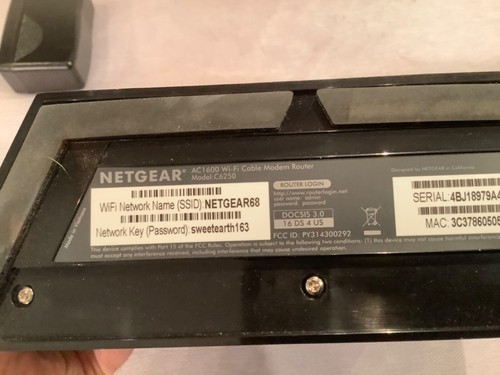 NETGEAR® AC1600 Wi-Fi Cable Modem Router
Model C6250
WiFi Network Name (SSID): NETGEAR68
Network Key (Password): sweetearth163
ROUTER LOGIN
http://www.routerlogin.net
user name: admin
password: password
DOCSIS 3.0
16 DS 4 US
FCC ID: PY314300292
Designed by NETGEAR in California
SERIAL: 4BJ18979A4
MAC: 3C37860505
This device complies with Part 15 of the FCC Rules. Operation is subject to the following two conditions: (1) this device may not cause harmful interference
must accept any interference received, including interference that may cause undesired operation.